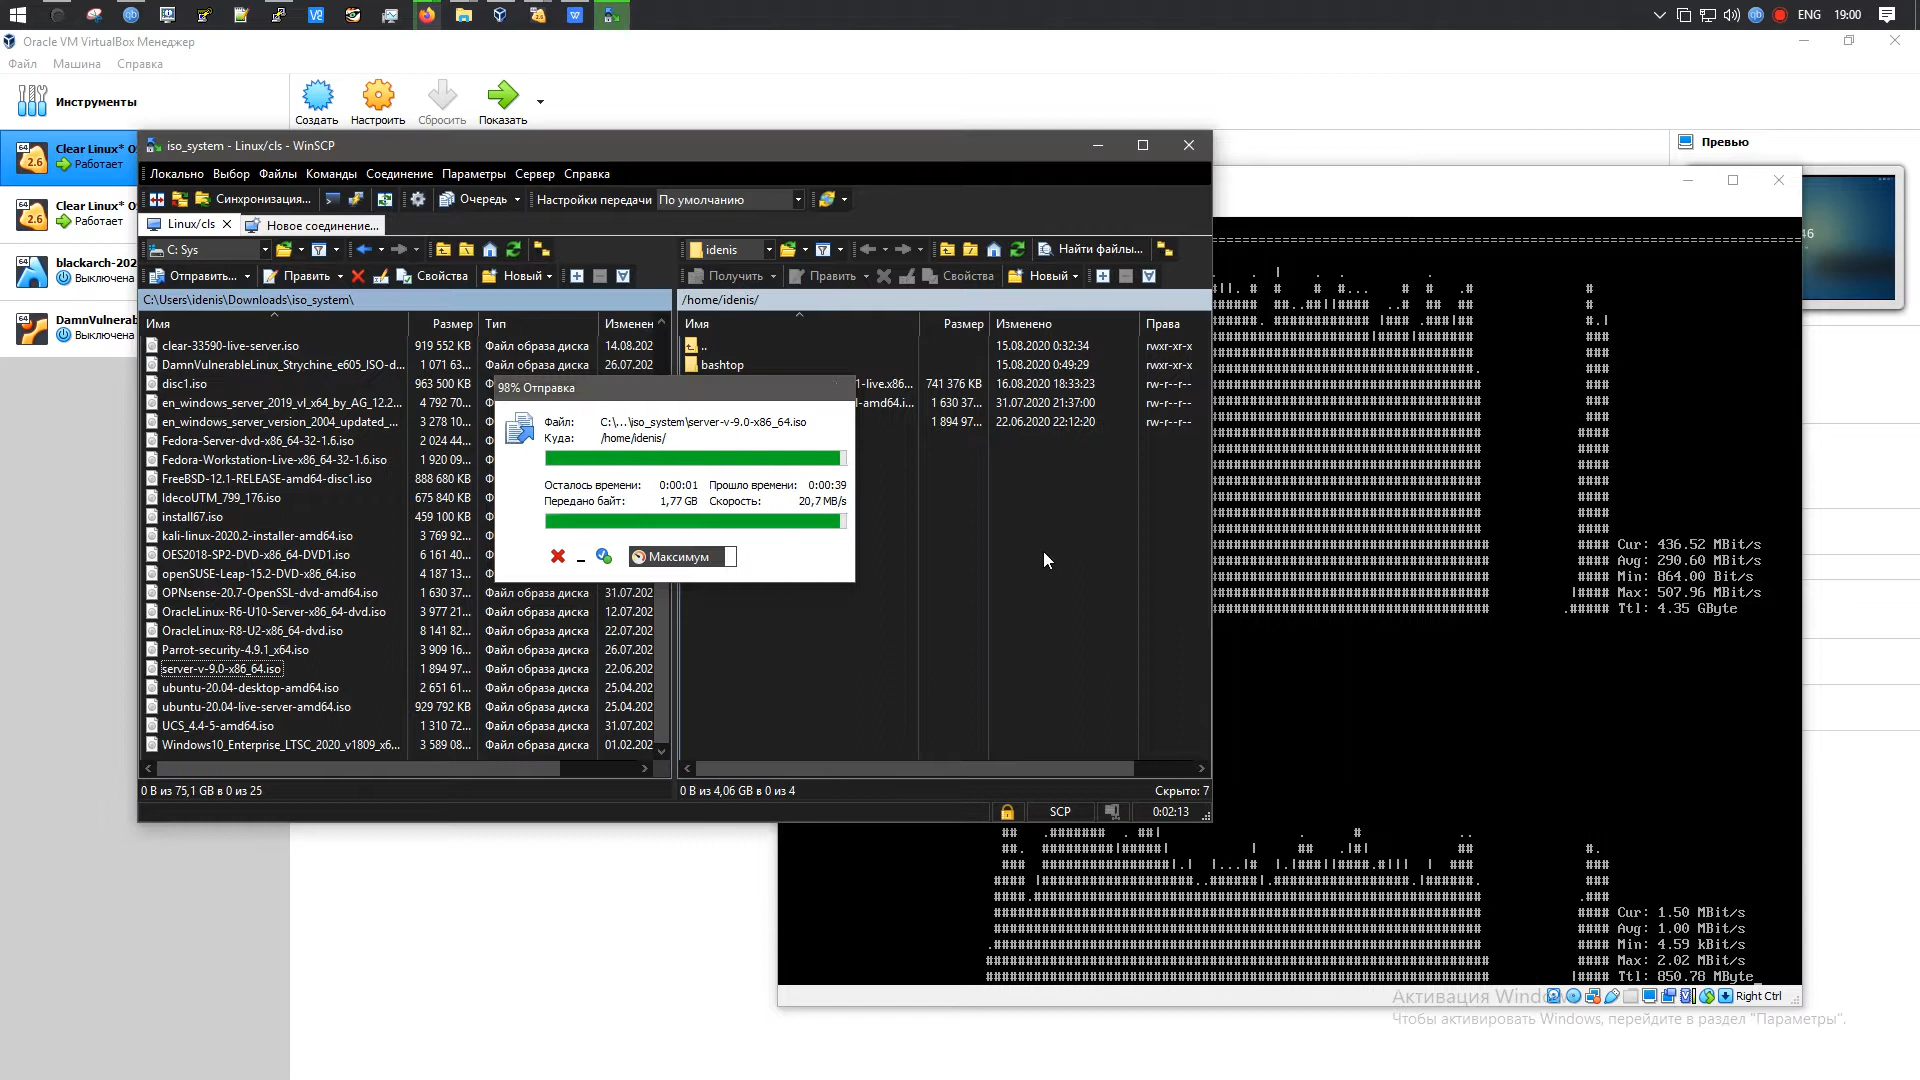 ENG 19:00
Oracle VM VirtualBox Менеджер
Файл Машина Справка
Инструменты
Создать Настроить Сбросить Показать
Превью
64 2.6 Clear Linux* O
Работает
64 2.6 Clear Linux* O
Работает
64 blackarch-202
Выключена
64 DamnVulnerab
Выключена
46
iso_system - Linux/cls - WinSCP
Локально Выбор Файлы Команды Соединение Параметры Сервер Справка
Синхронизация... Очередь Настройки передачи По умолчанию
Linux/cls Новое соединение...
C: Sys
Отправить... Править Свойства Новый
C:\Users\idenis\Downloads\iso_system\
Имя Размер Тип Изменен
clear-33590-live-server.iso 919 552 KB Файл образа диска 14.08.202
DamnVulnerableLinux_Strychine_e605_ISO-d... 1 071 63... Файл образа диска 26.07.202
disc1.iso 963 500 KB Ф
en_windows_server_2019_vl_x64_by_AG_12.2... 4 792 70... Ф
en_windows_server_version_2004_updated_... 3 278 10... Ф
Fedora-Server-dvd-x86_64-32-1.6.iso 2 024 44... Ф
Fedora-Workstation-Live-x86_64-32-1.6.iso 1 920 09... Ф
FreeBSD-12.1-RELEASE-amd64-disc1.iso 888 680 KB Ф
IdecoUTM_799_176.iso 675 840 KB Ф
install67.iso 459 100 KB Ф
kali-linux-2020.2-installer-amd64.iso 3 769 92... Ф
OES2018-SP2-DVD-x86_64-DVD1.iso 6 161 40... Ф
openSUSE-Leap-15.2-DVD-x86_64.iso 4 187 13... Ф
OPNsense-20.7-OpenSSL-dvd-amd64.iso 1 630 37... Файл образа диска 31.07.202
OracleLinux-R6-U10-Server-x86_64-dvd.iso 3 977 21... Файл образа диска 12.07.202
OracleLinux-R8-U2-x86_64-dvd.iso 8 141 82... Файл образа диска 22.07.202
Parrot-security-4.9.1_x64.iso 3 909 16... Файл образа диска 26.07.202
server-v-9.0-x86_64.iso 1 894 97... Файл образа диска 22.06.202
ubuntu-20.04-desktop-amd64.iso 2 651 61... Файл образа диска 25.04.202
ubuntu-20.04-live-server-amd64.iso 929 792 KB Файл образа диска 25.04.202
UCS_4.4-5-amd64.iso 1 310 72... Файл образа диска 31.07.202
Windows10_Enterprise_LTSC_2020_v1809_x6... 3 589 08... Файл образа диска 01.02.202
0 B из 75,1 GB в 0 из 25
idenis Найти файлы...
Получить Править Свойства Новый
/home/idenis/
Имя Размер Изменено Права
.. 15.08.2020 0:32:34 rwxr-xr-x
bashtop 15.08.2020 0:49:29 rwxr-xr-x
1-live.x86... 741 376 KB 16.08.2020 18:33:23 rw-r--r--
l-amd64.i... 1 630 37... 31.07.2020 21:37:00 rw-r--r--
1 894 97... 22.06.2020 22:12:20 rw-r--r--
0 B из 4,06 GB в 0 из 4 Скрыто: 7
SCP 0:02:13
98% Отправка
Файл: C:\...\iso_system\server-v-9.0-x86_64.iso
Куда: /home/idenis/
Осталось времени: 0:00:01 Прошло времени: 0:00:39
Передано байт: 1,77 GB Скорость: 20,7 MB/s
Максимум
Cur: 436.52 MBit/s
Avg: 290.60 MBit/s
Min: 864.00 Bit/s
Max: 507.96 MBit/s
Ttl: 4.35 GByte
Cur: 1.50 MBit/s
Avg: 1.00 MBit/s
Min: 4.59 kBit/s
Max: 2.02 MBit/s
Ttl: 850.78 MByte
Right Ctrl
Активация Windo
Чтобы активировать Windows, перейдите в раздел "Параметры".